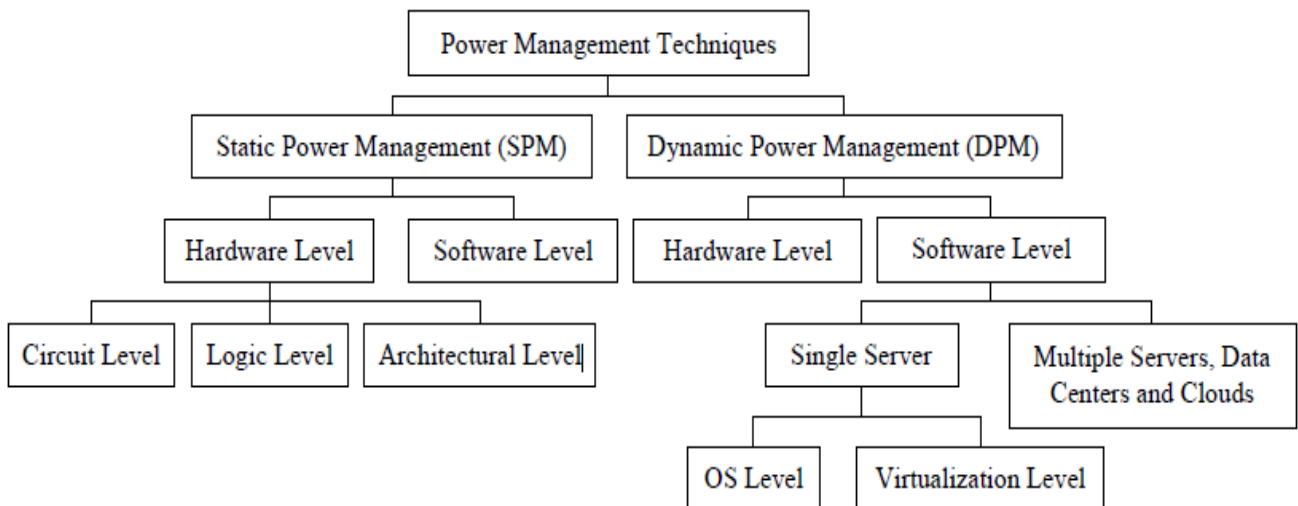 Power Management Techniques
Static Power Management (SPM)
Dynamic Power Management (DPM)
Hardware Level
Software Level
Hardware Level
Software Level
Circuit Level
Logic Level
Architectural Level
Single Server
Multiple Servers, Data
Centers and Clouds
OS Level
Virtualization Level